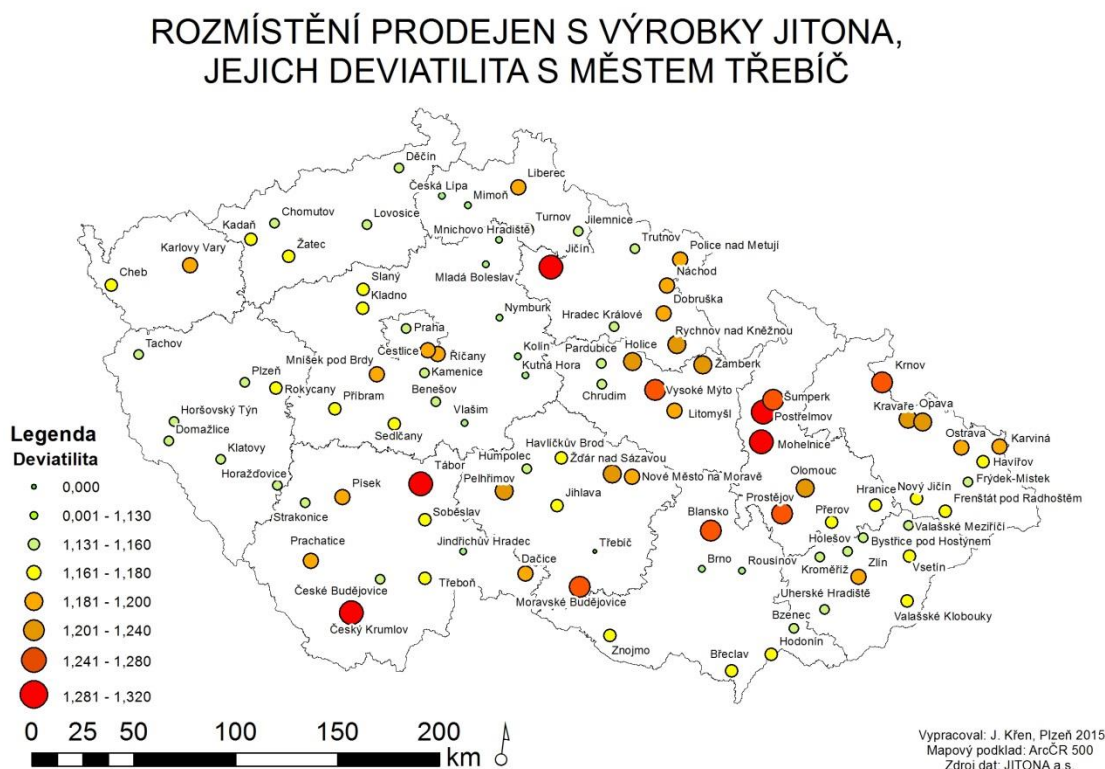 ROZMÍSTĚNÍ PRODEJEN S VÝROBKY JITONA,
JEJICH DEVIATILITA S MĚSTEM TŘEBÍČ
Děčín
Liberec
Česká Lípa
Mimoň
Chomutov
Lovosice
Turnov
Jilemnice
Kadaň
Mnichovo Hradiště
Trutnov
Karlovy Vary
Žatec
Jičín
Police nad Metují
Cheb
Mladá Boleslav
Náchod
Slaný
Kladno
Dobruška
Nymburk
Hradec Králové
Praha
Rychnov nad Kněžnou
Tachov
Mníšek pod Brdy
Čestlice
Říčany
Kolín
Pardubice
Holice
Žamberk
Krnov
Plzeň
Kamenice
Kutná Hora
Rokycany
Benešov
Chrudim
Vysoké Mýto
Šumperk
Příbram
Vlašim
Litomyšl
Postřelmov
Kravaře
Opava
Horšovský Týn
Sedlčany
Domažlice
Havlíčkův Brod
Mohelnice
Ostrava
Karviná
Klatovy
Tábor
Humpolec
Žďár nad Sázavou
Havířov
Horažďovice
Písek
Pelhřimov
Nové Město na Moravě
Olomouc
Frýdek-Místek
Strakonice
Soběslav
Jihlava
Prostějov
Hranice
Nový Jičín
Frenštát pod Radhoštěm
Blansko
Přerov
Valašské Meziříčí
Prachatice
Jindřichův Hradec
Třebíč
Holešov
Bystřice pod Hostýnem
Dačice
Brno
Rousínov
Kroměříž
Zlín
Vsetín
České Budějovice
Třeboň
Moravské Budějovice
Uherské Hradiště
Český Krumlov
Bzenec
Valašské Klobouky
Znojmo
Hodonín
Břeclav
Legenda
Deviatilita
0,000
0,001 - 1,130
1,131 - 1,160
1,161 - 1,180
1,181 - 1,200
1,201 - 1,240
1,241 - 1,280
1,281 - 1,320
0 25 50 100 150 200
km
Vypracoval: J. Křen, Plzeň 2015
Mapový podklad: ArcČR 500
Zdroj dat: JITONA a.s.